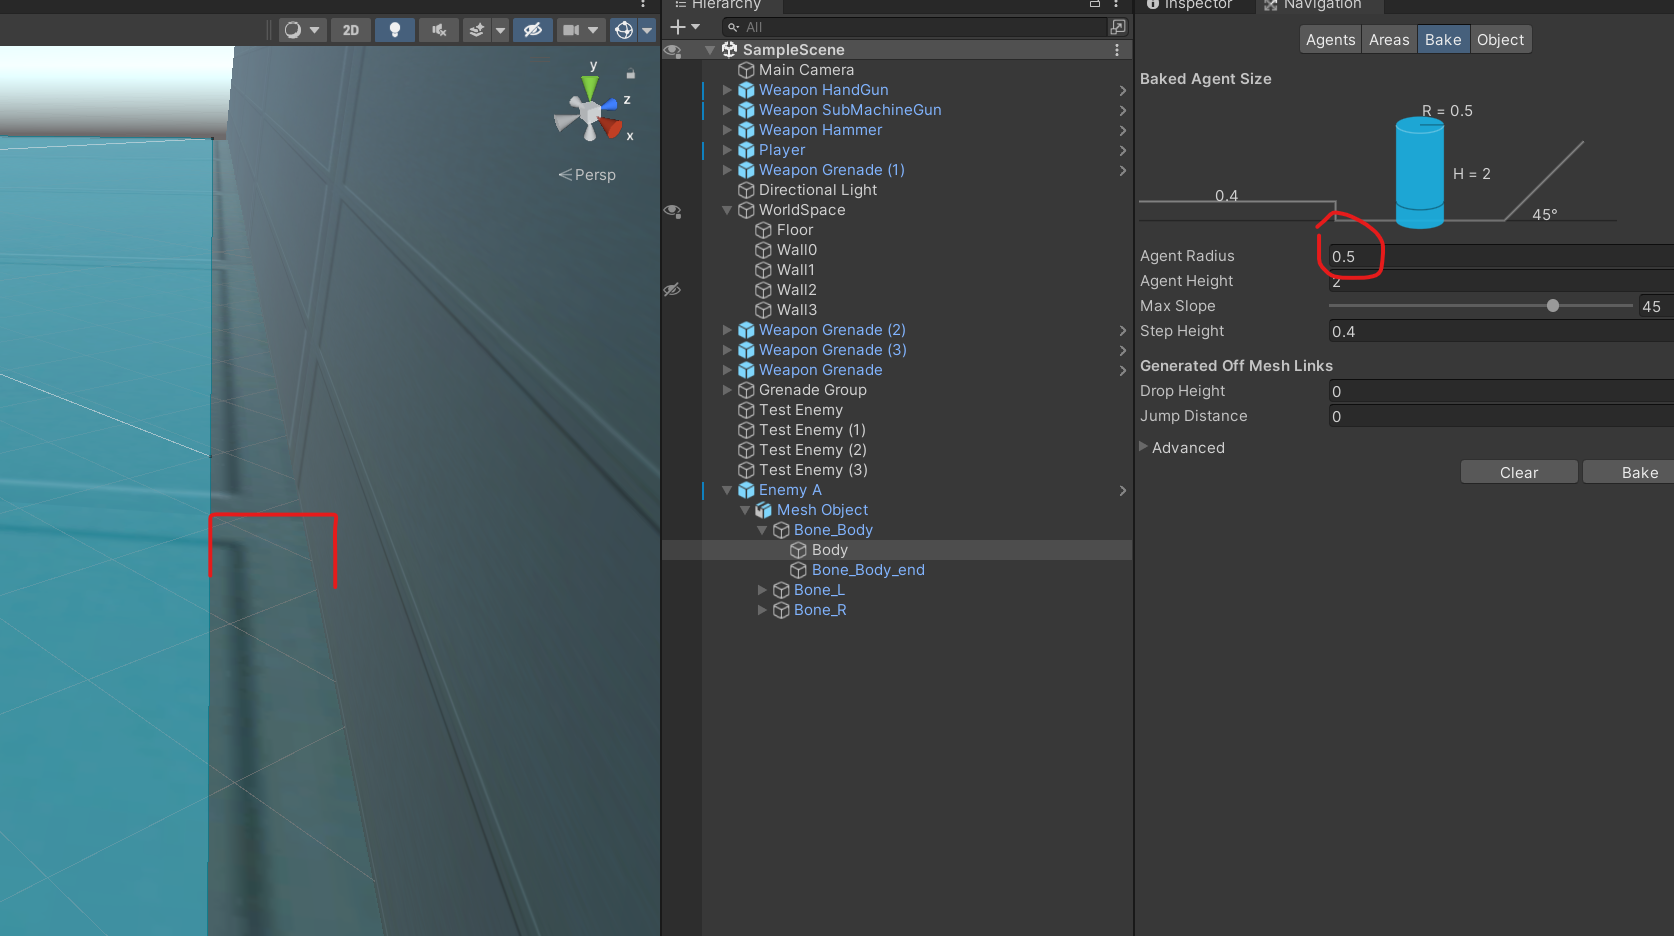 Hierarchy
Inspector
Navigation
2D
All
SampleScene
Main Camera
Weapon HandGun
Weapon SubMachineGun
Weapon Hammer
Player
Weapon Grenade (1)
Directional Light
WorldSpace
Floor
Wall0
Wall1
Wall2
Wall3
Weapon Grenade (2)
Weapon Grenade (3)
Weapon Grenade
Grenade Group
Test Enemy
Test Enemy (1)
Test Enemy (2)
Test Enemy (3)
Enemy A
Mesh Object
Bone_Body
Body
Bone_Body_end
Bone_L
Bone_R
y
z
x
Persp
Agents
Areas
Bake
Object
Baked Agent Size
R = 0.5
H = 2
0.4
45°
Agent Radius 0.5
Agent Height 2
Max Slope 45
Step Height 0.4
Generated Off Mesh Links
Drop Height 0
Jump Distance 0
Advanced
Clear
Bake